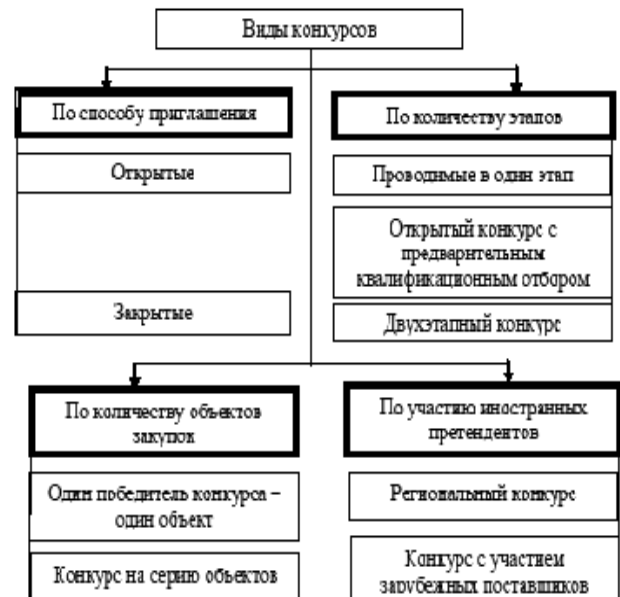 Виды конкурсов
По способу приглашения
Открытые
Закрытые
По количеству этапов
Проводимые в один этап
Открытый конкурс с
предварительным
квалификационным отбором
Двухэтапный конкурс
По количеству объектов
закупок
Один победитель конкурса –
один объект
Конкурс на серию объектов
По участию иностранных
претендентов
Региональный конкурс
Конкурс с участием
зарубежных поставщиков